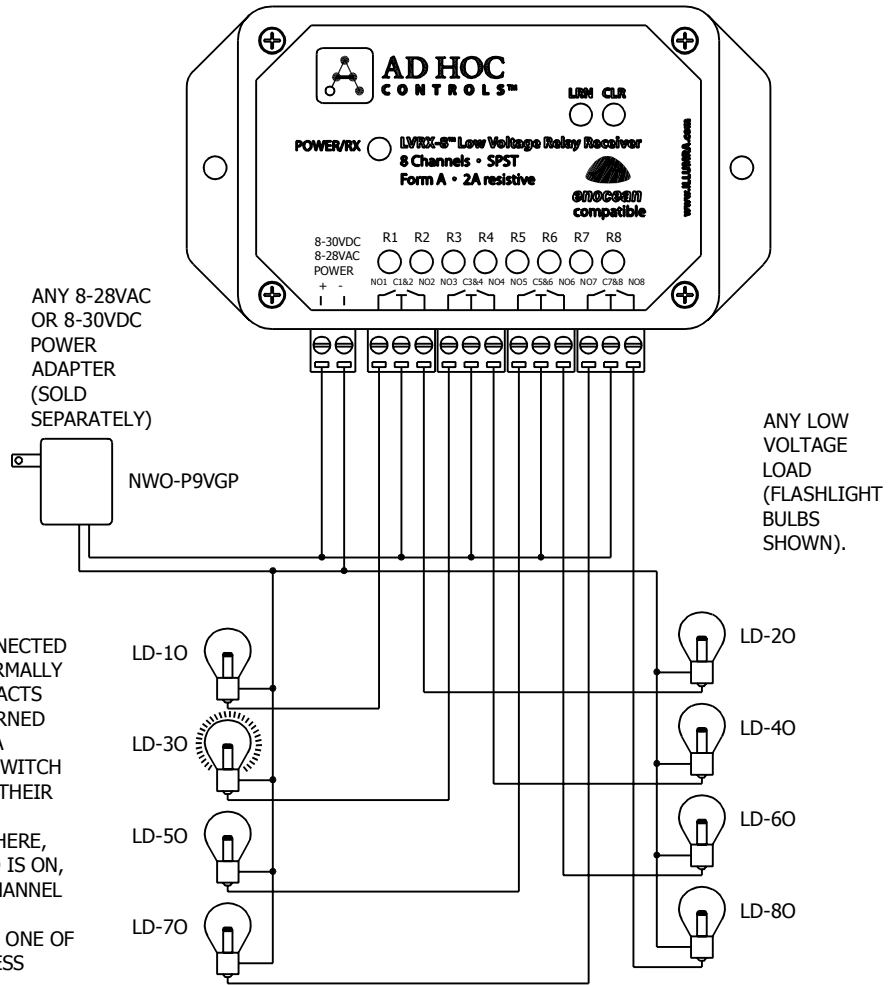 AD HOC
CONTROLS™
LRN CLR
POWER/RX
LVRX-8™ Low Voltage Relay Receiver
8 Channels • SPST
Form A • 2A resistive
enocean
compatible
www.ILLUMRA.com
8-30VDC
8-28VAC
POWER
+ -
R1 R2 R3 R4 R5 R6 R7 R8
NO1 C1&2 NO2 NO3 C3&4 NO4 NO5 C5&6 NO6 NO7 C7&8 NO8
ANY 8-28VAC
OR 8-30VDC
POWER
ADAPTER
(SOLD
SEPARATELY)
NWO-P9VGP
ANY LOW
VOLTAGE
LOAD
(FLASHLIGHT
BULBS
SHOWN).
NECTED
RMALLY
ACTS
RNED
A
WITCH
THEIR
HERE,
IS ON,
HANNEL
ONE OF
ESS
LD-1O
LD-3O
LD-5O
LD-7O
LD-2O
LD-4O
LD-6O
LD-8O